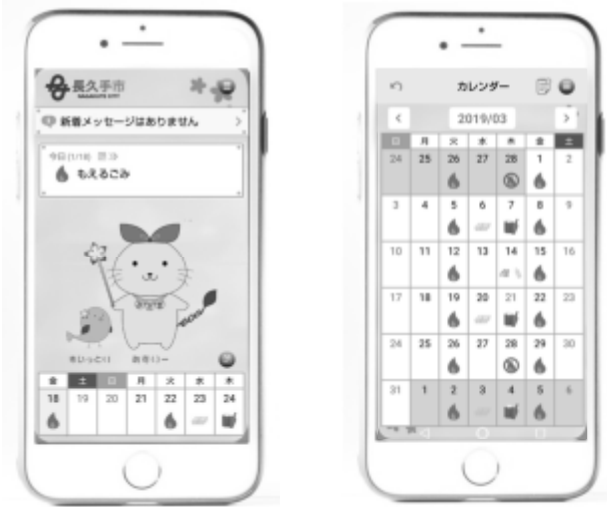 長久手市
NAGAKUTE CITY
新着メッセージはありません
今日(1/18)
もえるごみ
金 土 日 月 火 水 木
18 19 20 21 22 23 24
カレンダー
2019/03
日 月 火 水 木 金 土
24 25 26 27 28 1 2
3 4 5 6 7 8 9
10 11 12 13 14 15 16
17 18 19 20 21 22 23
24 25 26 27 28 29 30
31 1 2 3 4 5 6